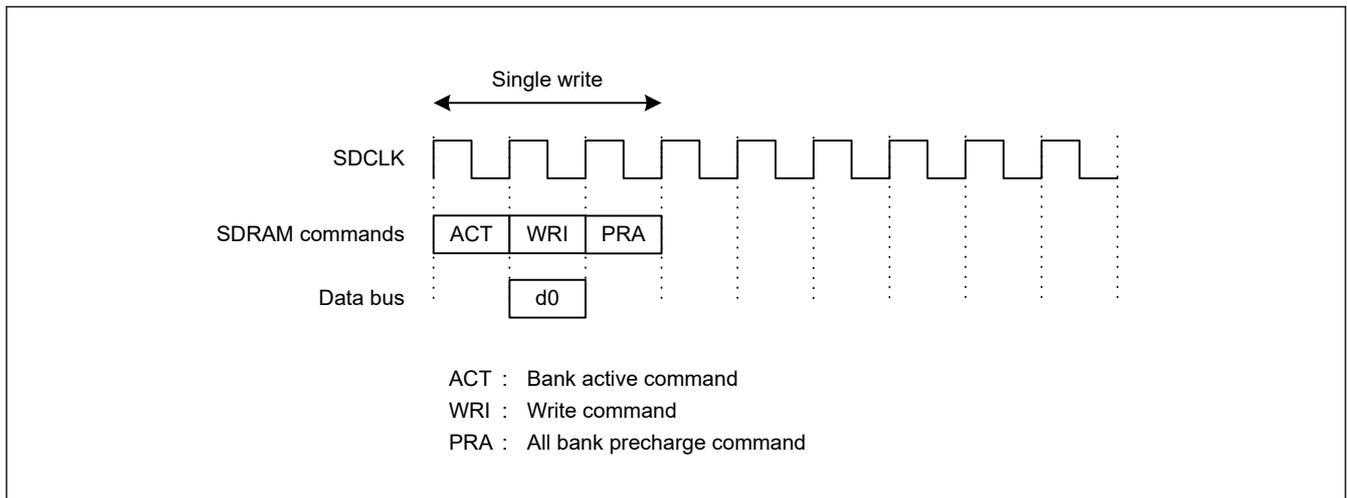 Single write
SDCLK
SDRAM commands ACT WRI PRA
Data bus d0
ACT : Bank active command
WRI : Write command
PRA : All bank precharge command